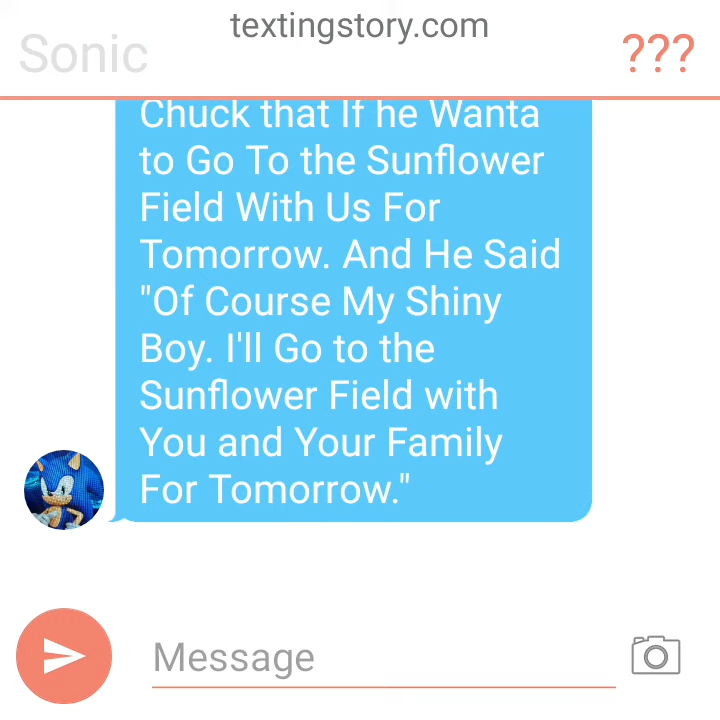 textingstory.com
Sonic
???
Chuck that If he Wanta
to Go To the Sunflower
Field With Us For
Tomorrow. And He Said
"Of Course My Shiny
Boy. I'll Go to the
Sunflower Field with
You and Your Family
For Tomorrow."
Message